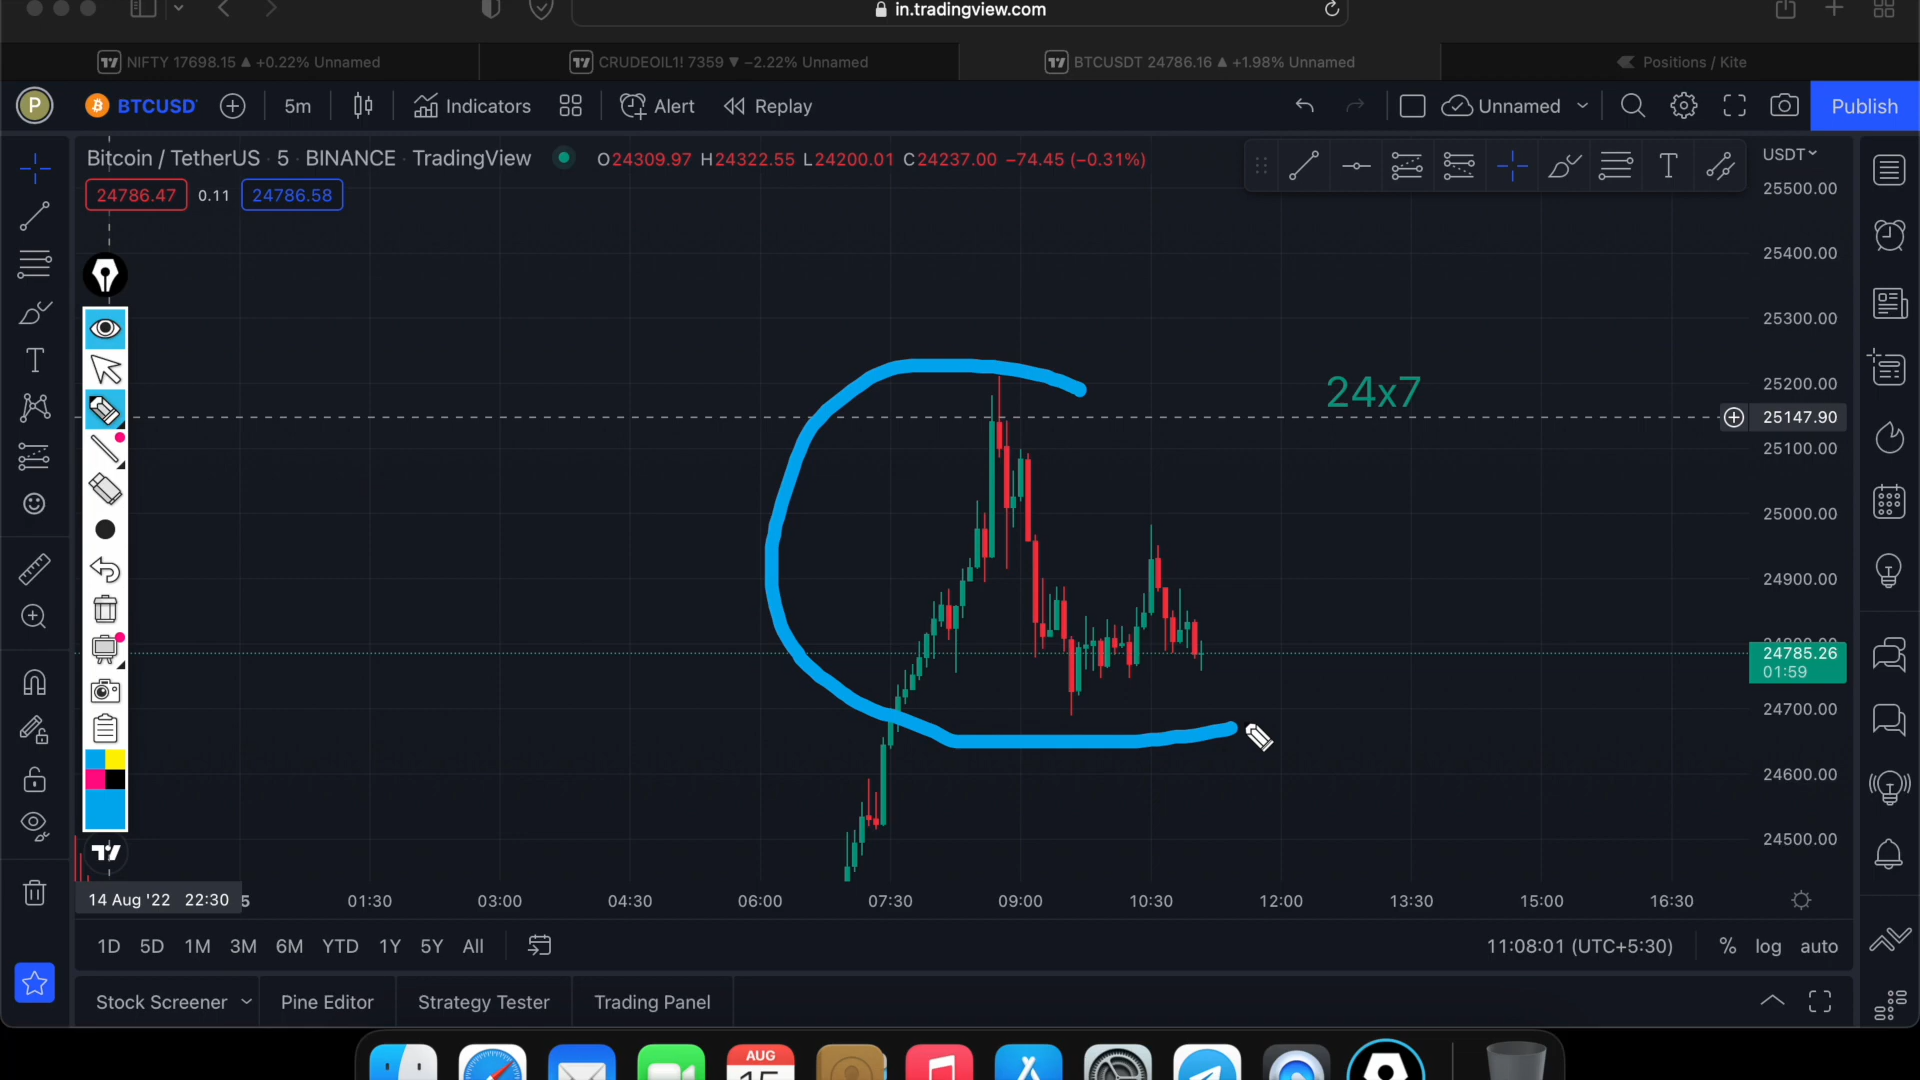 in.tradingview.com
NIFTY 17698.15 ▲ +0.22% Unnamed
CRUDEOIL1! 7359 ▼ −2.22% Unnamed
BTCUSDT 24786.16 ▲ +1.98% Unnamed
Positions / Kite
P
BTCUSD
5m
Indicators
Alert
Replay
Unnamed
Publish
Bitcoin / TetherUS · 5 · BINANCE · TradingView
O24309.97 H24322.55 L24200.01 C24237.00 −74.45 (−0.31%)
USDT
24786.47
0.11
24786.58
25500.00
25400.00
25300.00
25200.00
24x7
25147.90
25100.00
25000.00
24900.00
24800.00
24785.26
01:59
24700.00
24600.00
24500.00
14 Aug '22 22:30
01:30
03:00
04:30
06:00
07:30
09:00
10:30
12:00
13:30
15:00
16:30
1D 5D 1M 3M 6M YTD 1Y 5Y All
11:08:01 (UTC+5:30)
% log auto
Stock Screener
Pine Editor
Strategy Tester
Trading Panel
AUG